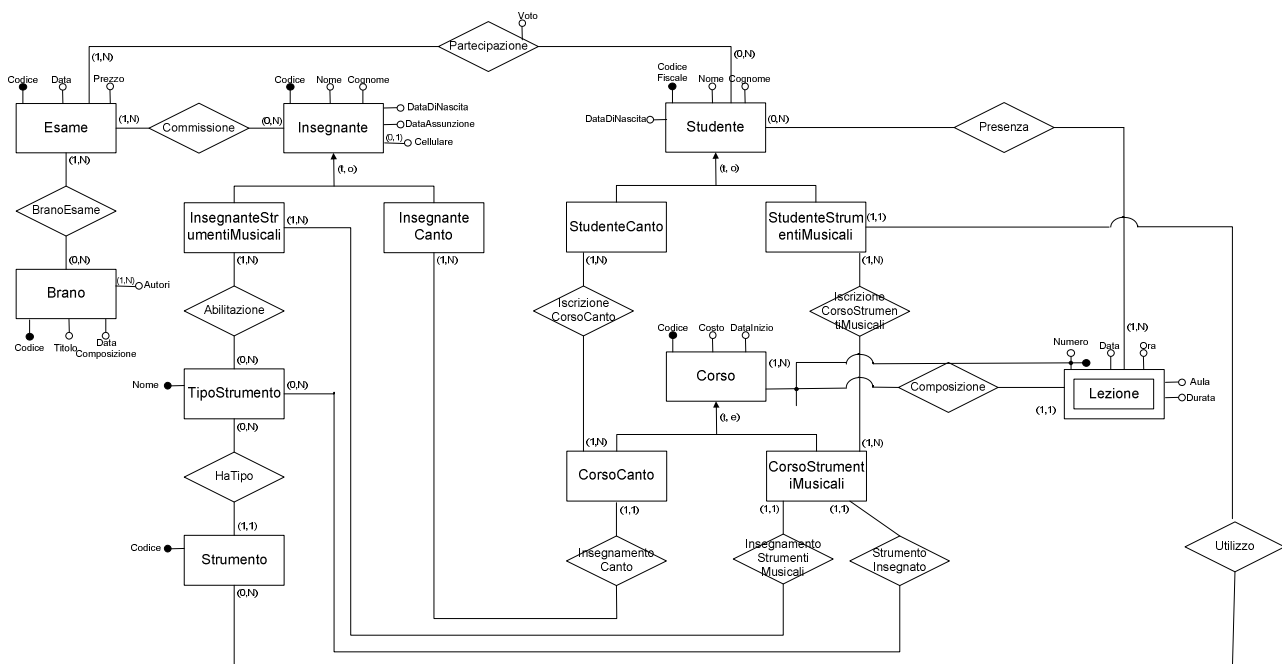 Voto
Partecipazione
(1,N)
(0,N)
Codice
Data
Prezzo
Codice
Nome
Cognome
Codice
Fiscale
Nome
Cognome
Esame
(1,N)
Commissione
(0,N)
Insegnante
DataDiNascita
DataAssunzione
(0,1)
Cellulare
DataDiNascita
Studente
(0,N)
Presenza
(1,N)
(t, o)
(t, o)
BranoEsame
InsegnanteStr
umentiMusicali
(1,N)
Insegnante
Canto
StudenteCanto
StudenteStrum
entiMusicali
(1,1)
(0,N)
(1,N)
(1,N)
(1,N)
(1,N)
Brano
(1,N)
Autori
Codice
Titolo
Data
Composizione
Abilitazione
Iscrizione
CorsoCanto
Iscrizione
CorsoStrumen
tiMusicali
(0,N)
Codice
Costo
DataInizio
(1,N)
Numero
Data
Ora
Nome
TipoStrumento
(0,N)
Corso
(1,N)
Composizione
Lezione
Aula
Durata
(1,1)
(0,N)
(t, e)
HaTipo
(1,N)
(1,N)
CorsoCanto
CorsoStrument
iMusicali
(1,1)
(1,1)
(1,1)
(1,1)
Codice
Strumento
(0,N)
Insegnamento
Canto
Insegnamento
Strumenti
Musicali
Strumento
Insegnato
Utilizzo